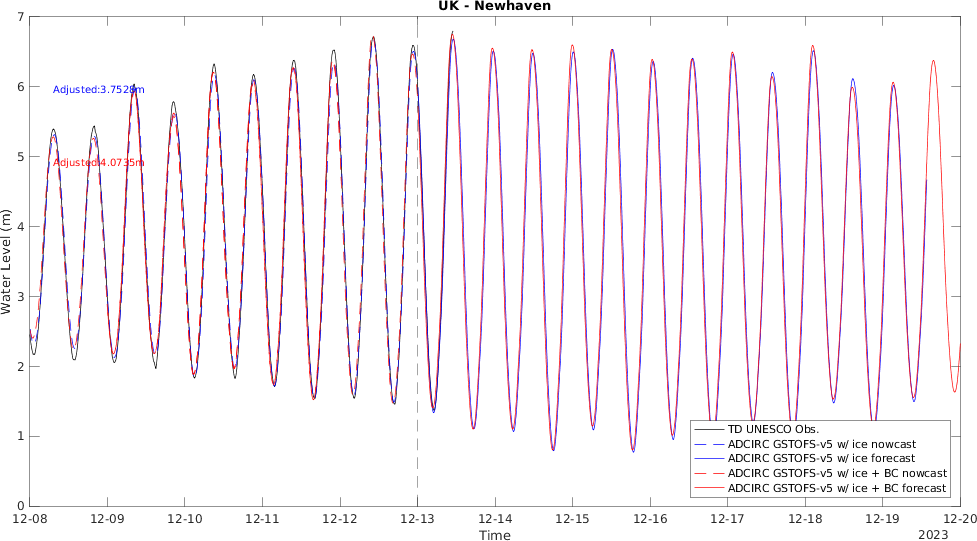 UK - Newhaven
7
6
5
4
3
2
1
0
Water Level (m)
Adjusted:3.7528m
Adjusted:4.0735m
TD UNESCO Obs.
ADCIRC GSTOFS-v5 w/ ice nowcast
ADCIRC GSTOFS-v5 w/ ice forecast
ADCIRC GSTOFS-v5 w/ ice + BC nowcast
ADCIRC GSTOFS-v5 w/ ice + BC forecast
12-08 12-09 12-10 12-11 12-12 12-13 12-14 12-15 12-16 12-17 12-18 12-19 12-20
Time
2023